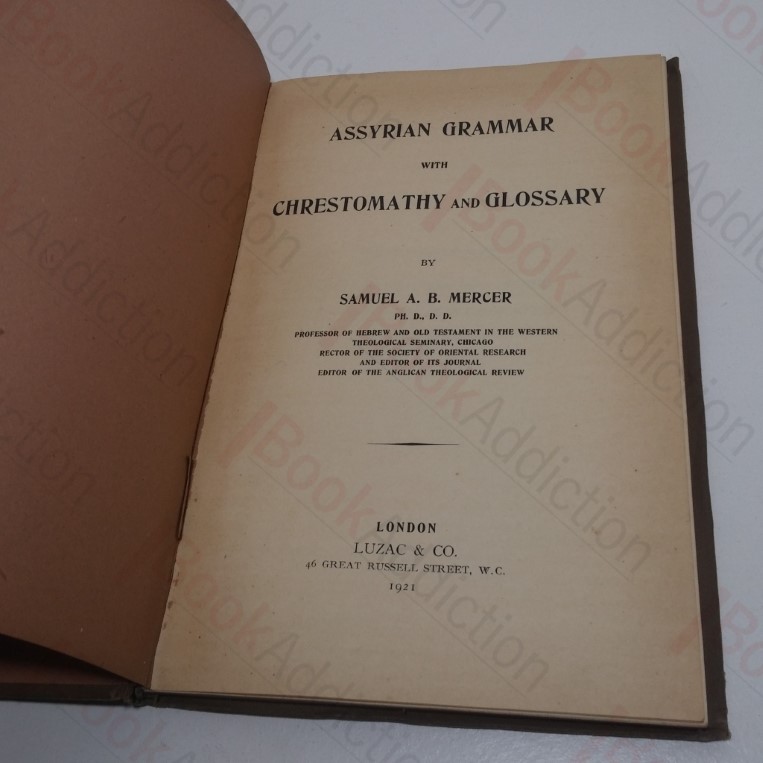 ASSYRIAN GRAMMAR
WITH
CHRESTOMATHY AND GLOSSARY
BY
SAMUEL A. B. MERCER
PH. D., D. D.
PROFESSOR OF HEBREW AND OLD TESTAMENT IN THE WESTERN
THEOLOGICAL SEMINARY, CHICAGO
RECTOR OF THE SOCIETY OF ORIENTAL RESEARCH
AND EDITOR OF ITS JOURNAL
EDITOR OF THE ANGLICAN THEOLOGICAL REVIEW
LONDON
LUZAC & CO.
46 GREAT RUSSELL STREET, W.C.
1921
BookAddiction